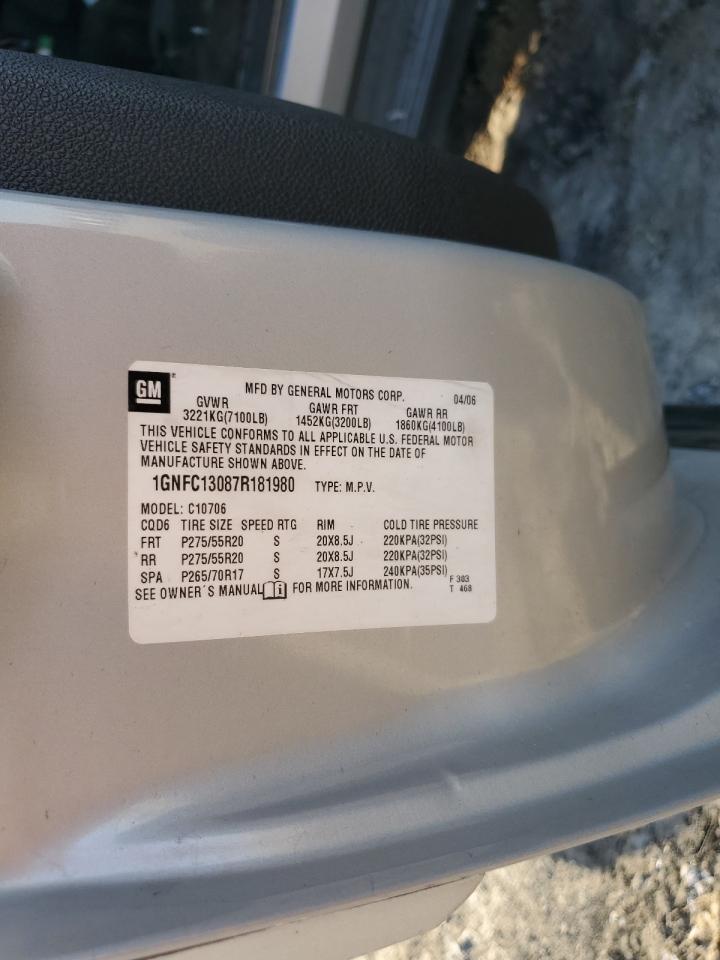 GM
MFD BY GENERAL MOTORS CORP. 04/06
GVWR GAWR FRT GAWR RR
3221KG(7100LB) 1452KG(3200LB) 1860KG(4100LB)
THIS VEHICLE CONFORMS TO ALL APPLICABLE U.S. FEDERAL MOTOR
VEHICLE SAFETY STANDARDS IN EFFECT ON THE DATE OF
MANUFACTURE SHOWN ABOVE.
1GNFC13087R181980 TYPE: M.P.V.
MODEL: C10706
CQD6 TIRE SIZE SPEED RTG RIM COLD TIRE PRESSURE
FRT P275/55R20 S 20X8.5J 220KPA(32PSI)
RR P275/55R20 S 20X8.5J 220KPA(32PSI)
SPA P265/70R17 S 17X7.5J 240KPA(35PSI)
F 303
T 468
SEE OWNER´S MANUAL i FOR MORE INFORMATION.